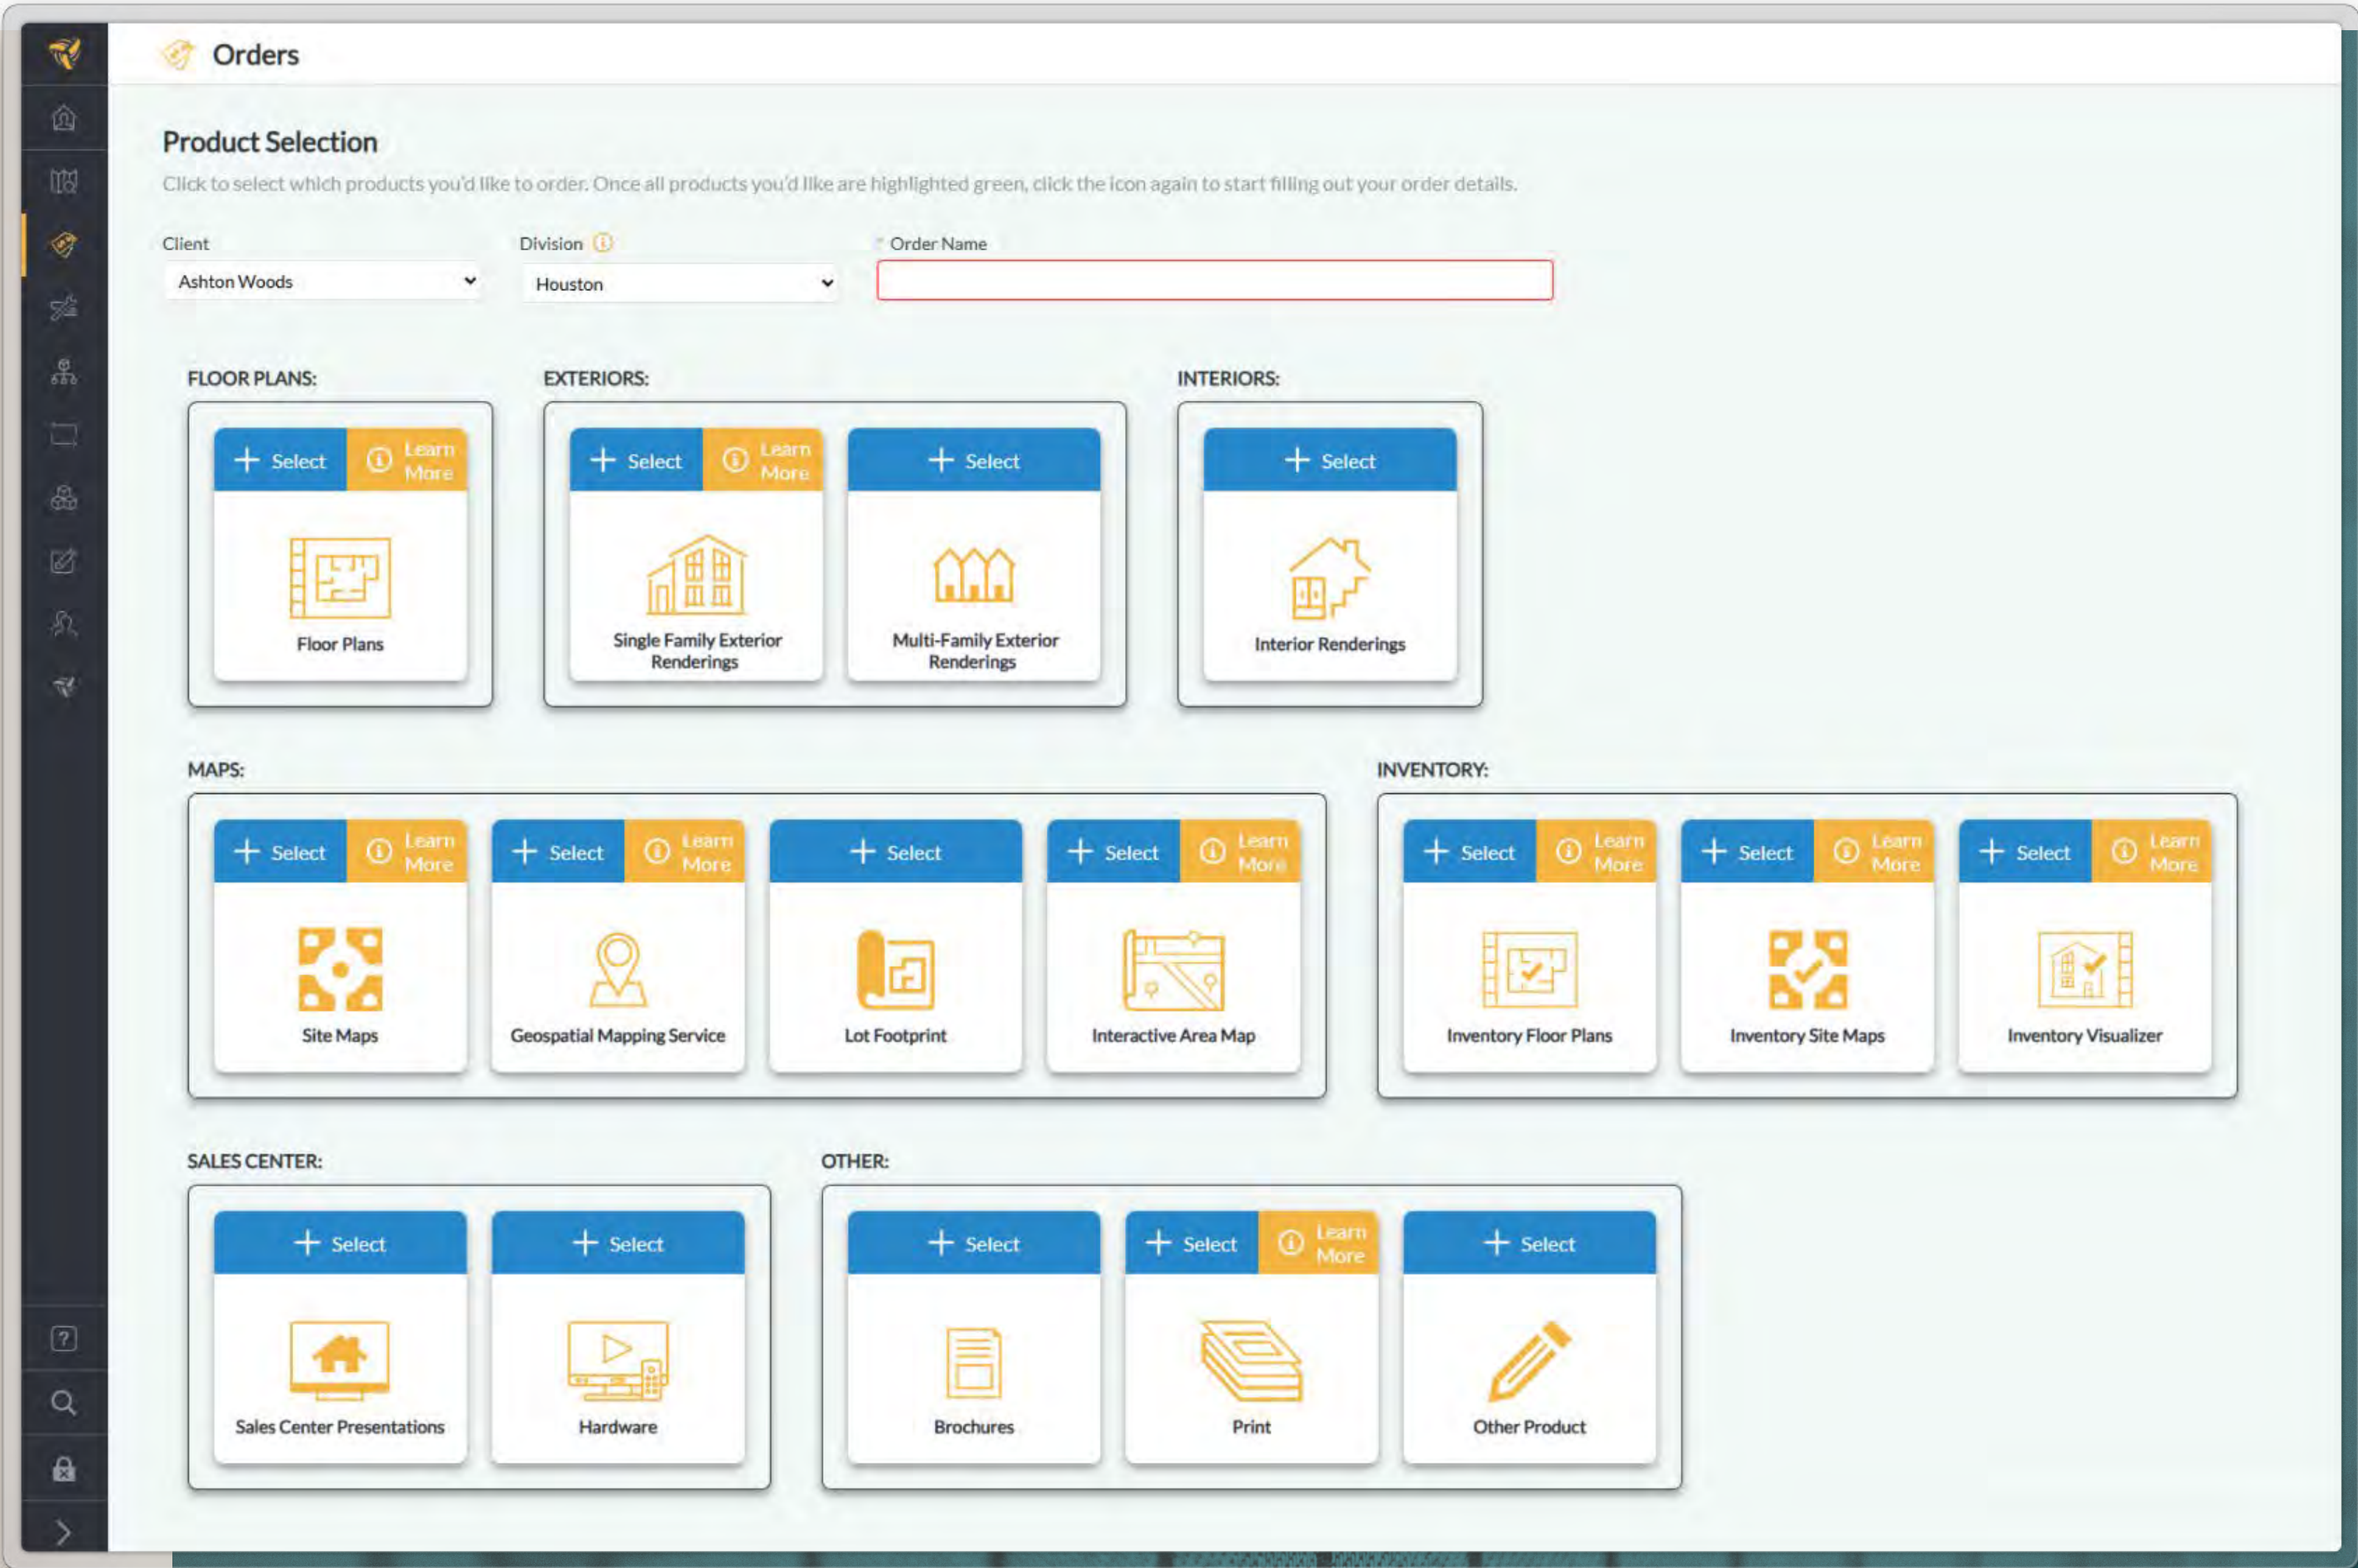 Orders
Product Selection
Click to select which products you'd like to order. Once all products you'd like are highlighted green, click the icon again to start filling out your order details.
Client
Division
* Order Name
Ashton Woods
Houston
FLOOR PLANS:
EXTERIORS:
INTERIORS:
Select
Learn
More
Select
Learn
More
Select
Select
Floor Plans
Single Family Exterior
Renderings
Multi-Family Exterior
Renderings
Interior Renderings
MAPS:
INVENTORY:
Select
Learn
More
Select
Learn
More
Select
Select
Learn
More
Select
Learn
More
Select
Learn
More
Select
Learn
More
Site Maps
Geospatial Mapping Service
Lot Footprint
Interactive Area Map
Inventory Floor Plans
Inventory Site Maps
Inventory Visualizer
SALES CENTER:
OTHER:
Select
Select
Select
Select
Learn
More
Select
Sales Center Presentations
Hardware
Brochures
Print
Other Product